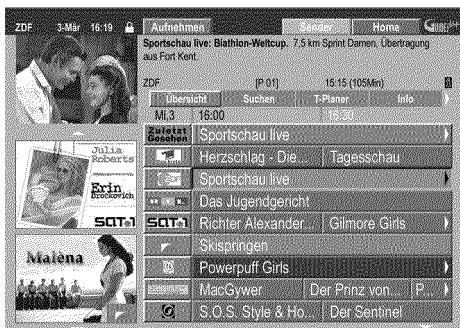 ZDF 3-Mär 16:19 Aufnehmen Sender Home
Sportschau live: Biathlon-Weltcup. 7,5 km Sprint Damen, Übertragung
aus Fort Kent.
ZDF [P 01] 15:15 (105Min)
Übersicht Suchen T-Planer Info
Mi,3 16:00 16:30
Zuletzt
Gesehen
Sportschau live
Herzschlag - Die... Tagesschau
Sportschau live
Das Jugendgericht
SAT.1 Richter Alexander... Gilmore Girls
Skispringen
Powerpuff Girls
MacGywer Der Prinz von... P...
S.O.S. Style & Ho... Der Sentinel
Julia
Roberts
Erin
Brockovich
SAT.1
Malèna